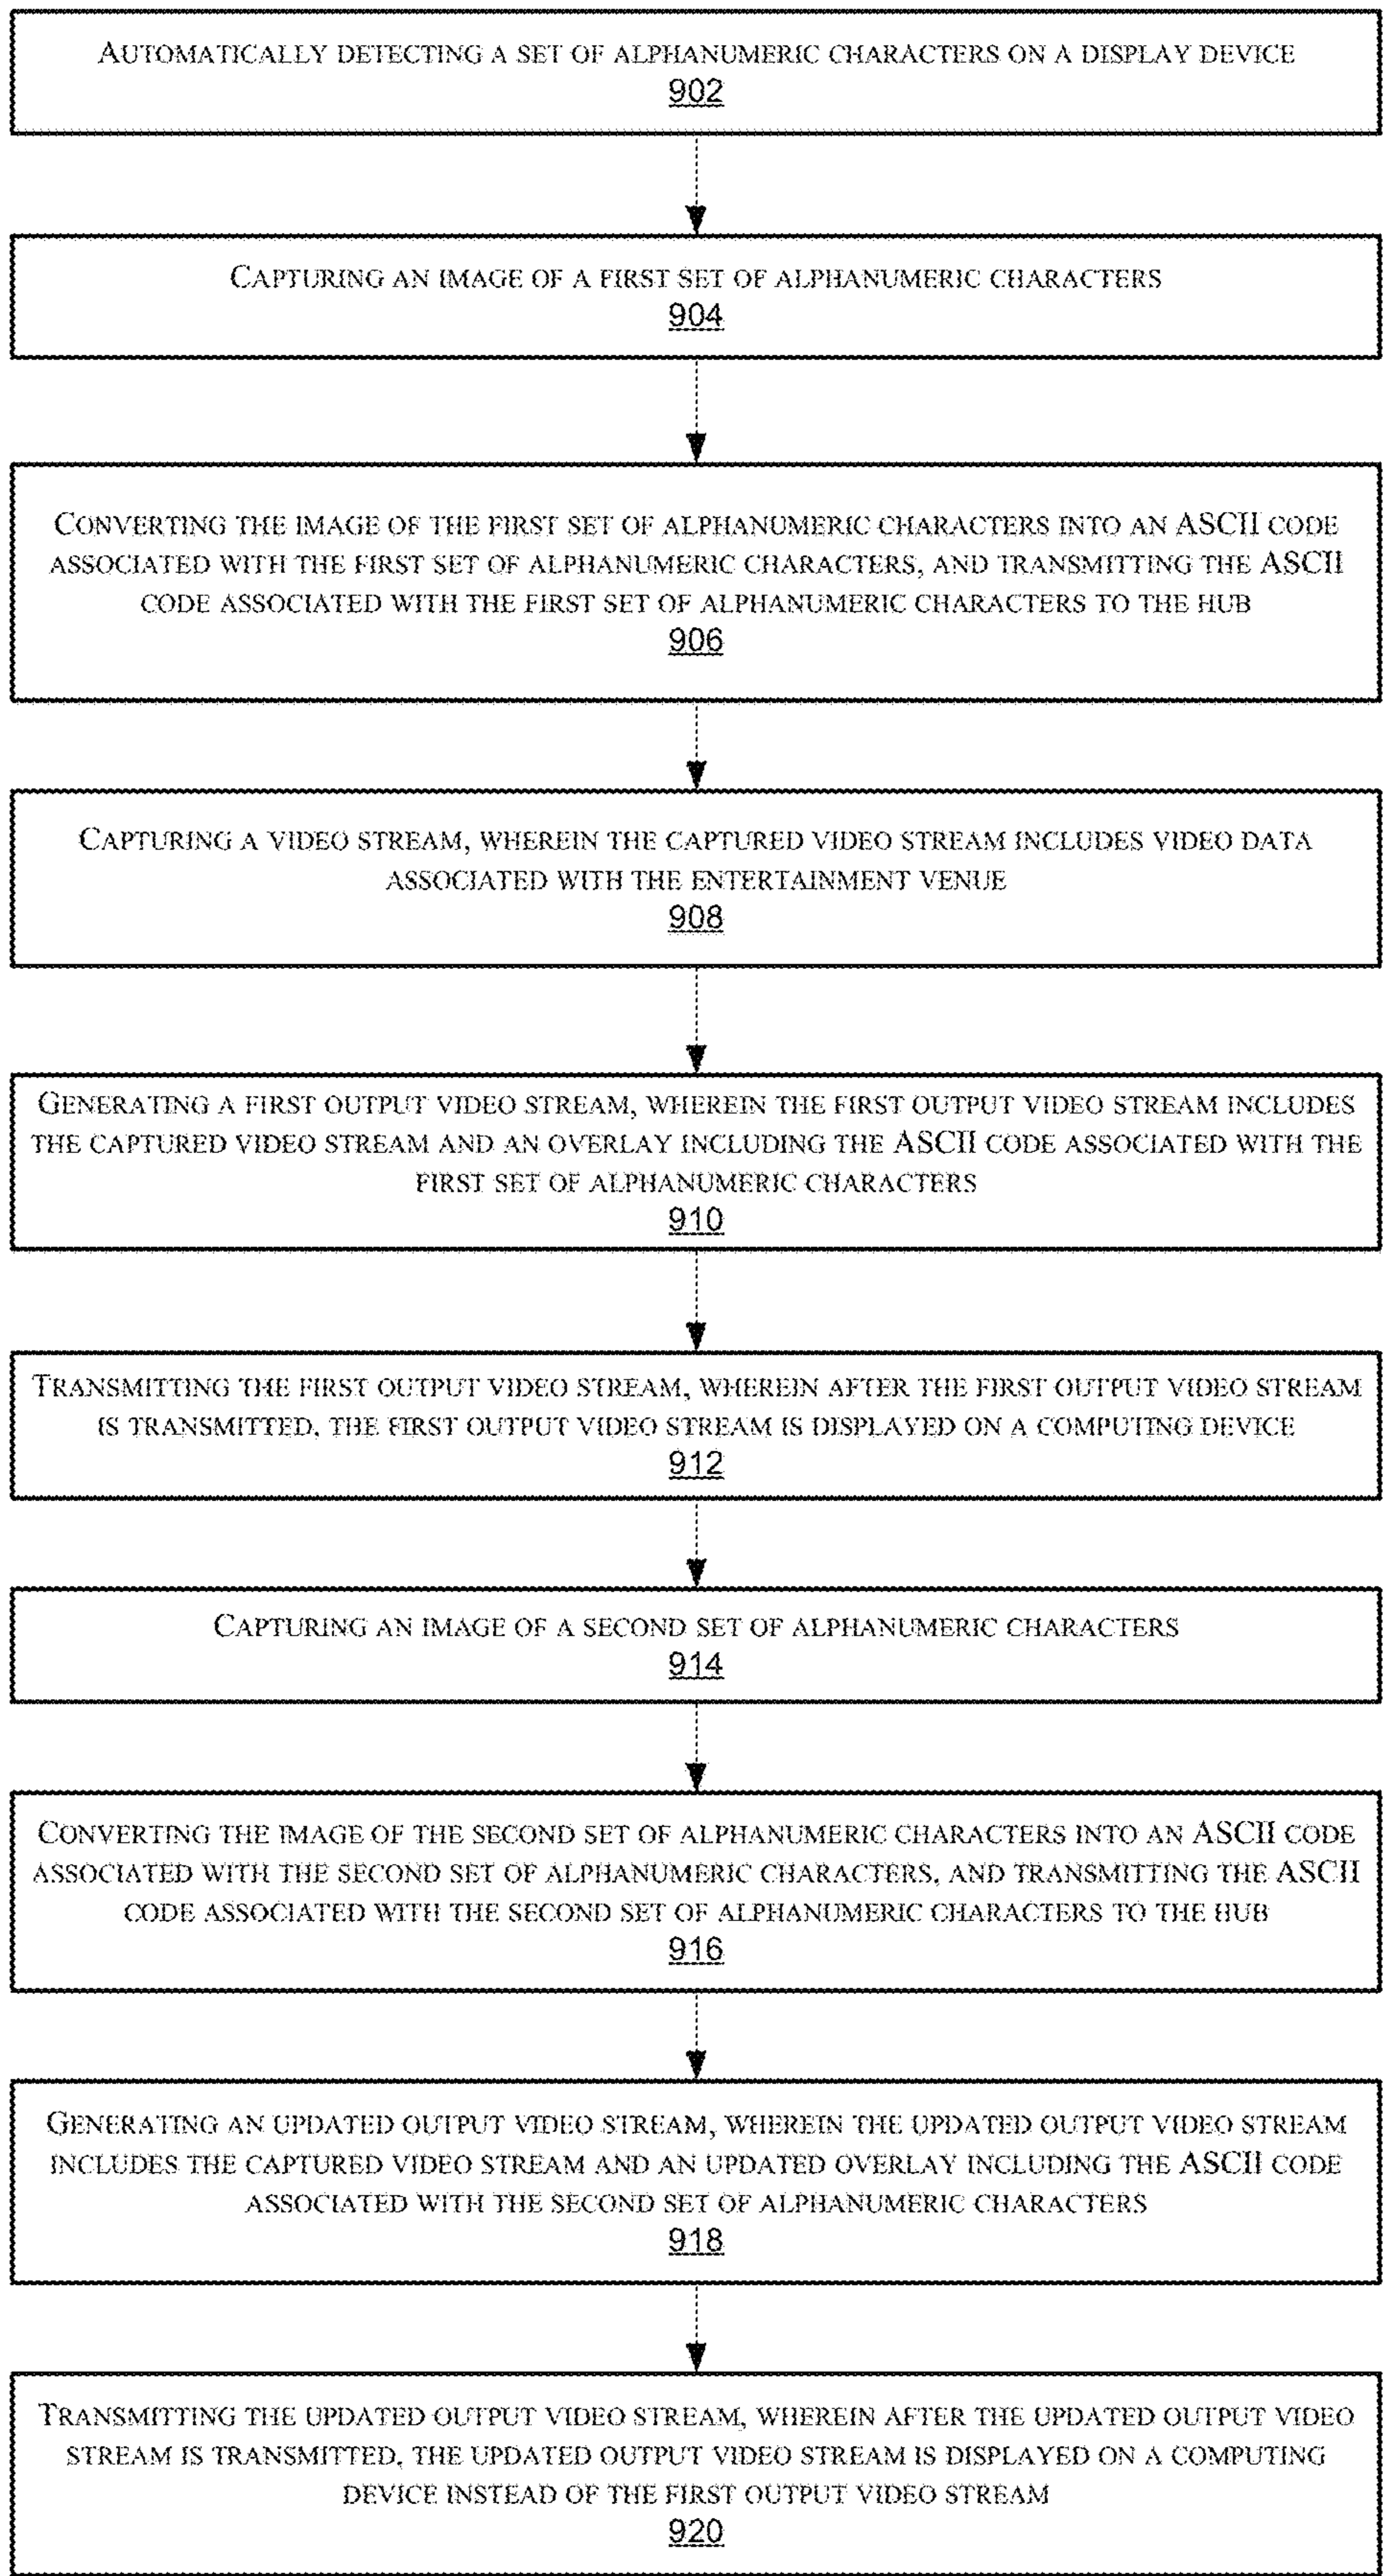 AUTOMATICALLY DETECTING A SET OF ALPHANUMERIC CHARACTERS ON A DISPLAY DEVICE
902
CAPTURING AN IMAGE OF A FIRST SET OF ALPHANUMERIC CHARACTERS
904
CONVERTING THE IMAGE OF THE FIRST SET OF ALPHANUMERIC CHARACTERS INTO AN ASCII CODE
ASSOCIATED WITH THE FIRST SET OF ALPHANUMERIC CHARACTERS, AND TRANSMITTING THE ASCII
CODE ASSOCIATED WITH THE FIRST SET OF ALPHANUMERIC CHARACTERS TO THE HUB
906
CAPTURING A VIDEO STREAM, WHEREIN THE CAPTURED VIDEO STREAM INCLUDES VIDEO DATA
ASSOCIATED WITH THE ENTERTAINMENT VENUE
908
GENERATING A FIRST OUTPUT VIDEO STREAM, WHEREIN THE FIRST OUTPUT VIDEO STREAM INCLUDES
THE CAPTURED VIDEO STREAM AND AN OVERLAY INCLUDING THE ASCII CODE ASSOCIATED WITH THE
FIRST SET OF ALPHANUMERIC CHARACTERS
910
TRANSMITTING THE FIRST OUTPUT VIDEO STREAM, WHEREIN AFTER THE FIRST OUTPUT VIDEO STREAM
IS TRANSMITTED, THE FIRST OUTPUT VIDEO STREAM IS DISPLAYED ON A COMPUTING DEVICE
912
CAPTURING AN IMAGE OF A SECOND SET OF ALPHANUMERIC CHARACTERS
914
CONVERTING THE IMAGE OF THE SECOND SET OF ALPHANUMERIC CHARACTERS INTO AN ASCII CODE
ASSOCIATED WITH THE SECOND SET OF ALPHANUMERIC CHARACTERS, AND TRANSMITTING THE ASCII
CODE ASSOCIATED WITH THE SECOND SET OF ALPHANUMERIC CHARACTERS TO THE HUB
916
GENERATING AN UPDATED OUTPUT VIDEO STREAM, WHEREIN THE UPDATED OUTPUT VIDEO STREAM
INCLUDES THE CAPTURED VIDEO STREAM AND AN UPDATED OVERLAY INCLUDING THE ASCII CODE
ASSOCIATED WITH THE SECOND SET OF ALPHANUMERIC CHARACTERS
918
TRANSMITTING THE UPDATED OUTPUT VIDEO STREAM, WHEREIN AFTER THE UPDATED OUTPUT VIDEO
STREAM IS TRANSMITTED, THE UPDATED OUTPUT VIDEO STREAM IS DISPLAYED ON A COMPUTING
DEVICE INSTEAD OF THE FIRST OUTPUT VIDEO STREAM
920